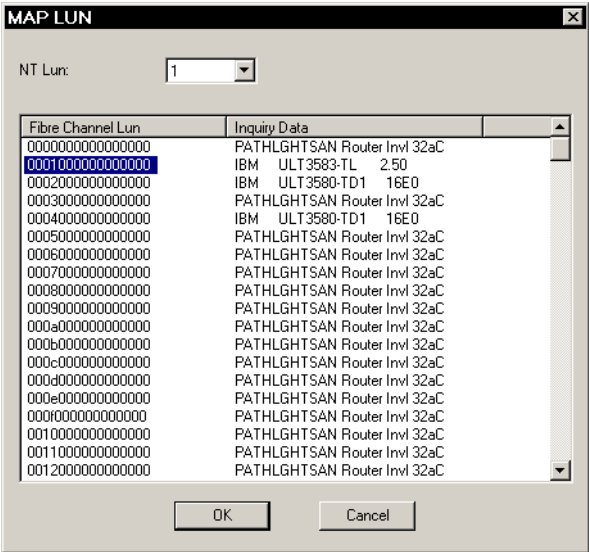 MAP LUN
NT Lun: 1
Fibre Channel Lun Inquiry Data
0000000000000000 PATHLGHTSAN Router Invl 32aC
0001000000000000 IBM ULT3583-TL 2.50
0002000000000000 IBM ULT3580-TD1 16E0
0003000000000000 PATHLGHTSAN Router Invl 32aC
0004000000000000 IBM ULT3580-TD1 16E0
0005000000000000 PATHLGHTSAN Router Invl 32aC
0006000000000000 PATHLGHTSAN Router Invl 32aC
0007000000000000 PATHLGHTSAN Router Invl 32aC
0008000000000000 PATHLGHTSAN Router Invl 32aC
0009000000000000 PATHLGHTSAN Router Invl 32aC
000a000000000000 PATHLGHTSAN Router Invl 32aC
000b000000000000 PATHLGHTSAN Router Invl 32aC
000c000000000000 PATHLGHTSAN Router Invl 32aC
000d000000000000 PATHLGHTSAN Router Invl 32aC
000e000000000000 PATHLGHTSAN Router Invl 32aC
000f000000000000 PATHLGHTSAN Router Invl 32aC
0010000000000000 PATHLGHTSAN Router Invl 32aC
0011000000000000 PATHLGHTSAN Router Invl 32aC
0012000000000000 PATHLGHTSAN Router Invl 32aC
OK Cancel